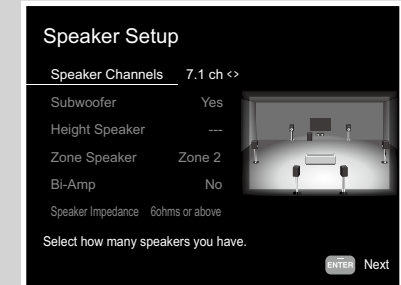 Speaker Setup
Speaker Channels 7.1 ch <>
Subwoofer Yes
Height Speaker ---
Zone Speaker Zone 2
Bi-Amp No
Speaker Impedance 6ohms or above
Select how many speakers you have.
ENTER Next